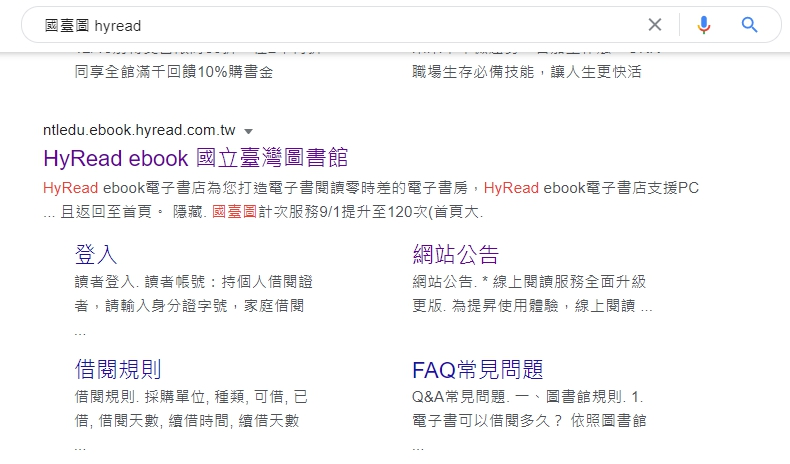 國臺圖 hyread
同享全館滿千回饋10%購書金
職場生存必備技能，讓人生更快活
ntledu.ebook.hyread.com.tw
HyRead ebook 國立臺灣圖書館
HyRead ebook電子書店為您打造電子書閱讀零時差的電子書房，HyRead ebook電子書店支援PC
... 且返回至首頁。 隱藏. 國臺圖計次服務9/1提升至120次(首頁大.
登入
讀者登入. 讀者帳號：持個人借閱證
者，請輸入身分證字號，家庭借閱
...
網站公告
網站公告. * 線上閱讀服務全面升級
更版. 為提昇使用體驗，線上閱讀 ...
借閱規則
借閱規則. 採購單位, 種類, 可借, 已
借, 借閱天數, 續借時間, 續借天數
...
FAQ常見問題
Q&A常見問題. 一、圖書館規則. 1.
電子書可以借閱多久？ 依照圖書館
...